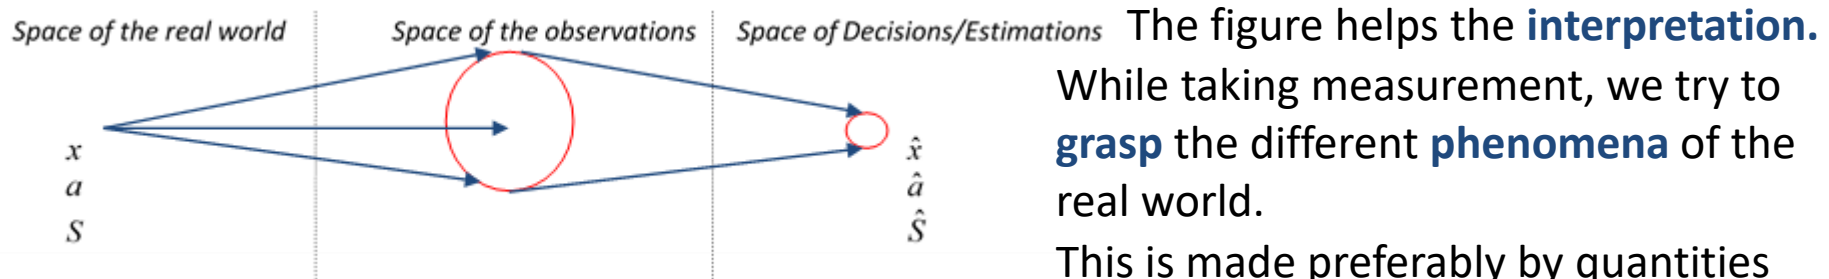 Space of the real world
Space of the observations
Space of Decisions/Estimations
x
a
S
x̂
â
Ŝ
The figure helps the interpretation.
While taking measurement, we try to
grasp the different phenomena of the
real world.
This is made preferably by quantities